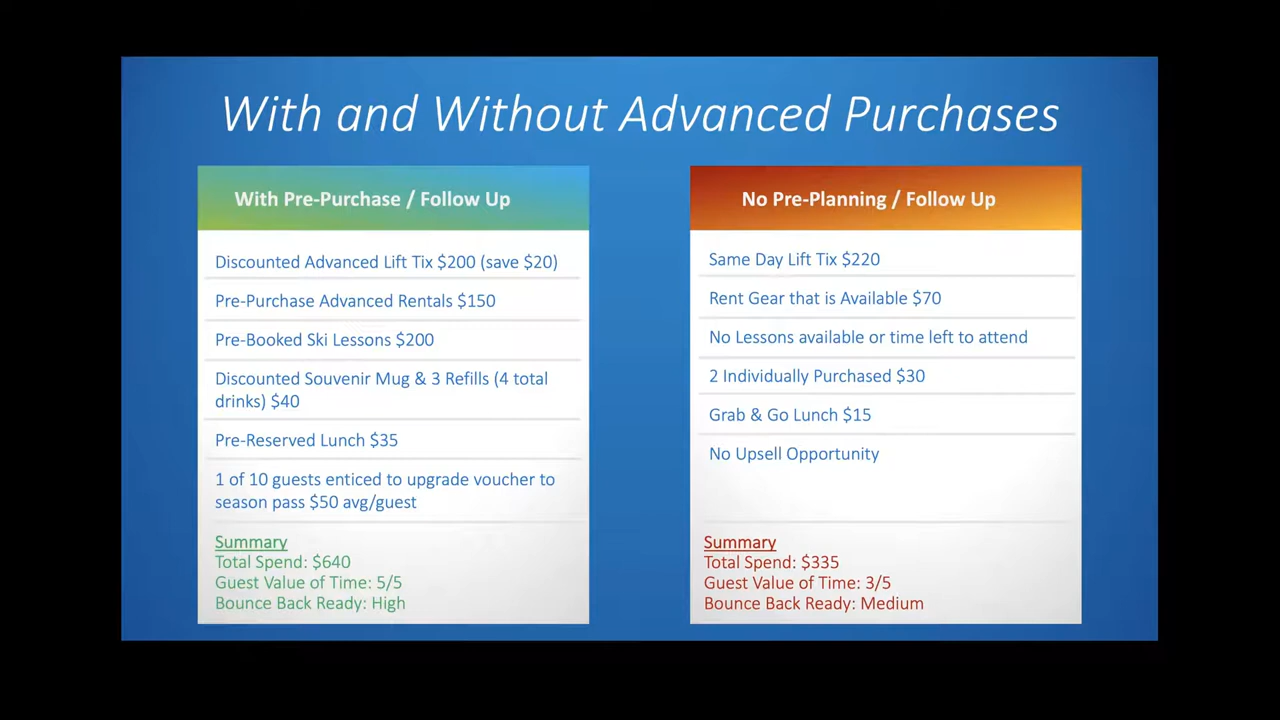 With and Without Advanced Purchases
With Pre-Purchase / Follow Up
Discounted Advanced Lift Tix $200 (save $20)
Pre-Purchase Advanced Rentals $150
Pre-Booked Ski Lessons $200
Discounted Souvenir Mug & 3 Refills (4 total
drinks) $40
Pre-Reserved Lunch $35
1 of 10 guests enticed to upgrade voucher to
season pass $50 avg/guest
Summary
Total Spend: $640
Guest Value of Time: 5/5
Bounce Back Ready: High
No Pre-Planning / Follow Up
Same Day Lift Tix $220
Rent Gear that is Available $70
No Lessons available or time left to attend
2 Individually Purchased $30
Grab & Go Lunch $15
No Upsell Opportunity
Summary
Total Spend: $335
Guest Value of Time: 3/5
Bounce Back Ready: Medium